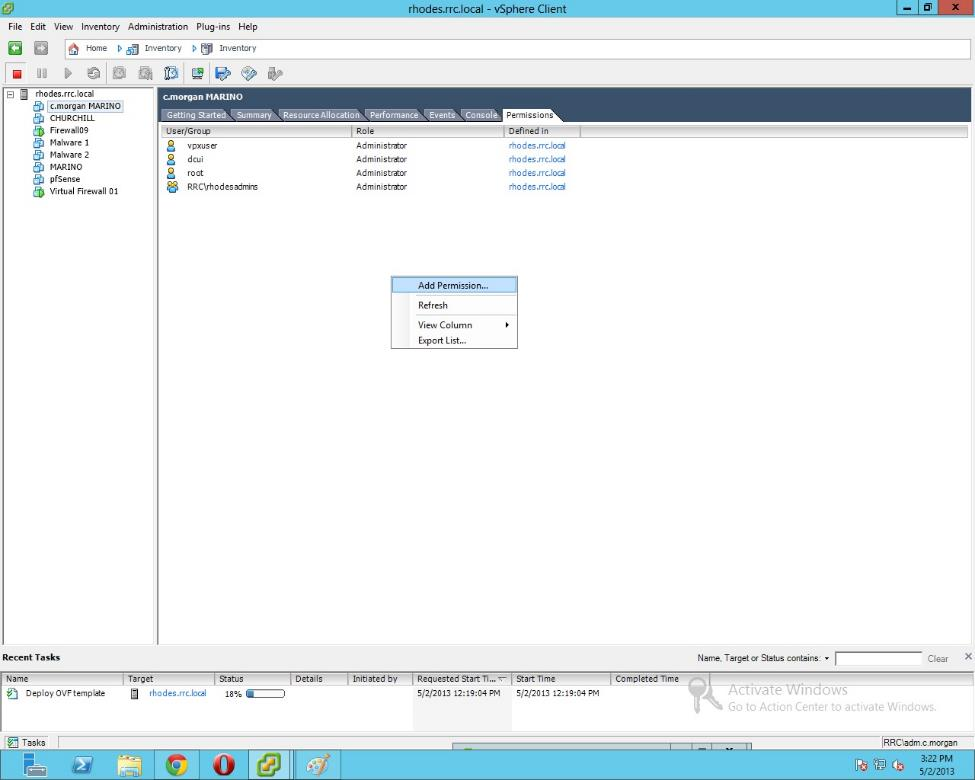 rhodes.rrc.local - vSphere Client
File Edit View Inventory Administration Plug-ins Help
Home Inventory Inventory
rhodes.rrc.local
c.morgan MARINO
CHURCHILL
Firewall09
Malware 1
Malware 2
MARINO
pfSense
Virtual Firewall 01
c.morgan MARINO
Getting Started Summary Resource Allocation Performance Events Console Permissions
User/Group Role Defined in
vpxuser Administrator rhodes.rrc.local
dcui Administrator rhodes.rrc.local
root Administrator rhodes.rrc.local
RRC\rhodesadmins Administrator rhodes.rrc.local
Add Permission...
Refresh
View Column
Export List...
Recent Tasks
Name, Target or Status contains: Clear
Name Target Status Details Initiated by Requested Start Ti... Start Time Completed Time
Deploy OVF template rhodes.rrc.local 18% 5/2/2013 12:19:04 PM 5/2/2013 12:19:04 PM
Activate Windows
Go to Action Center to activate Windows.
Tasks RRC\adm.c.morgan
3:22 PM
5/2/2013